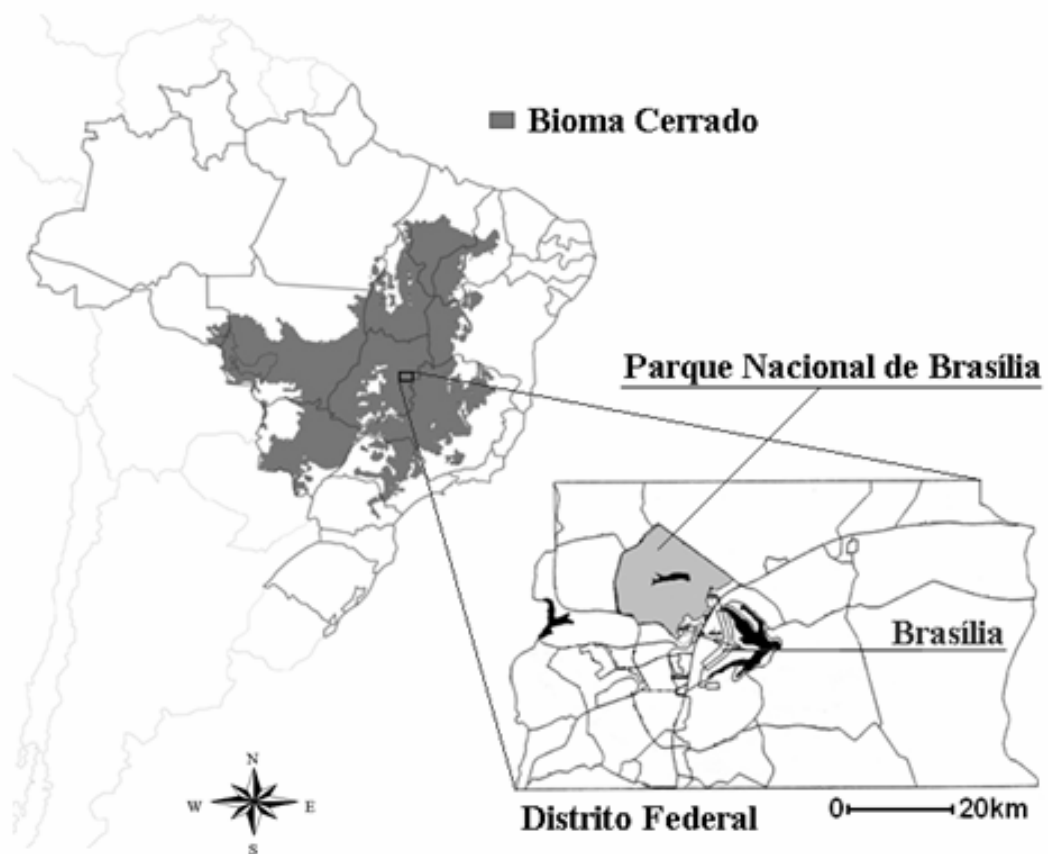 Bioma Cerrado
Parque Nacional de Brasília
Brasília
N
W E
S
Distrito Federal
0 20km